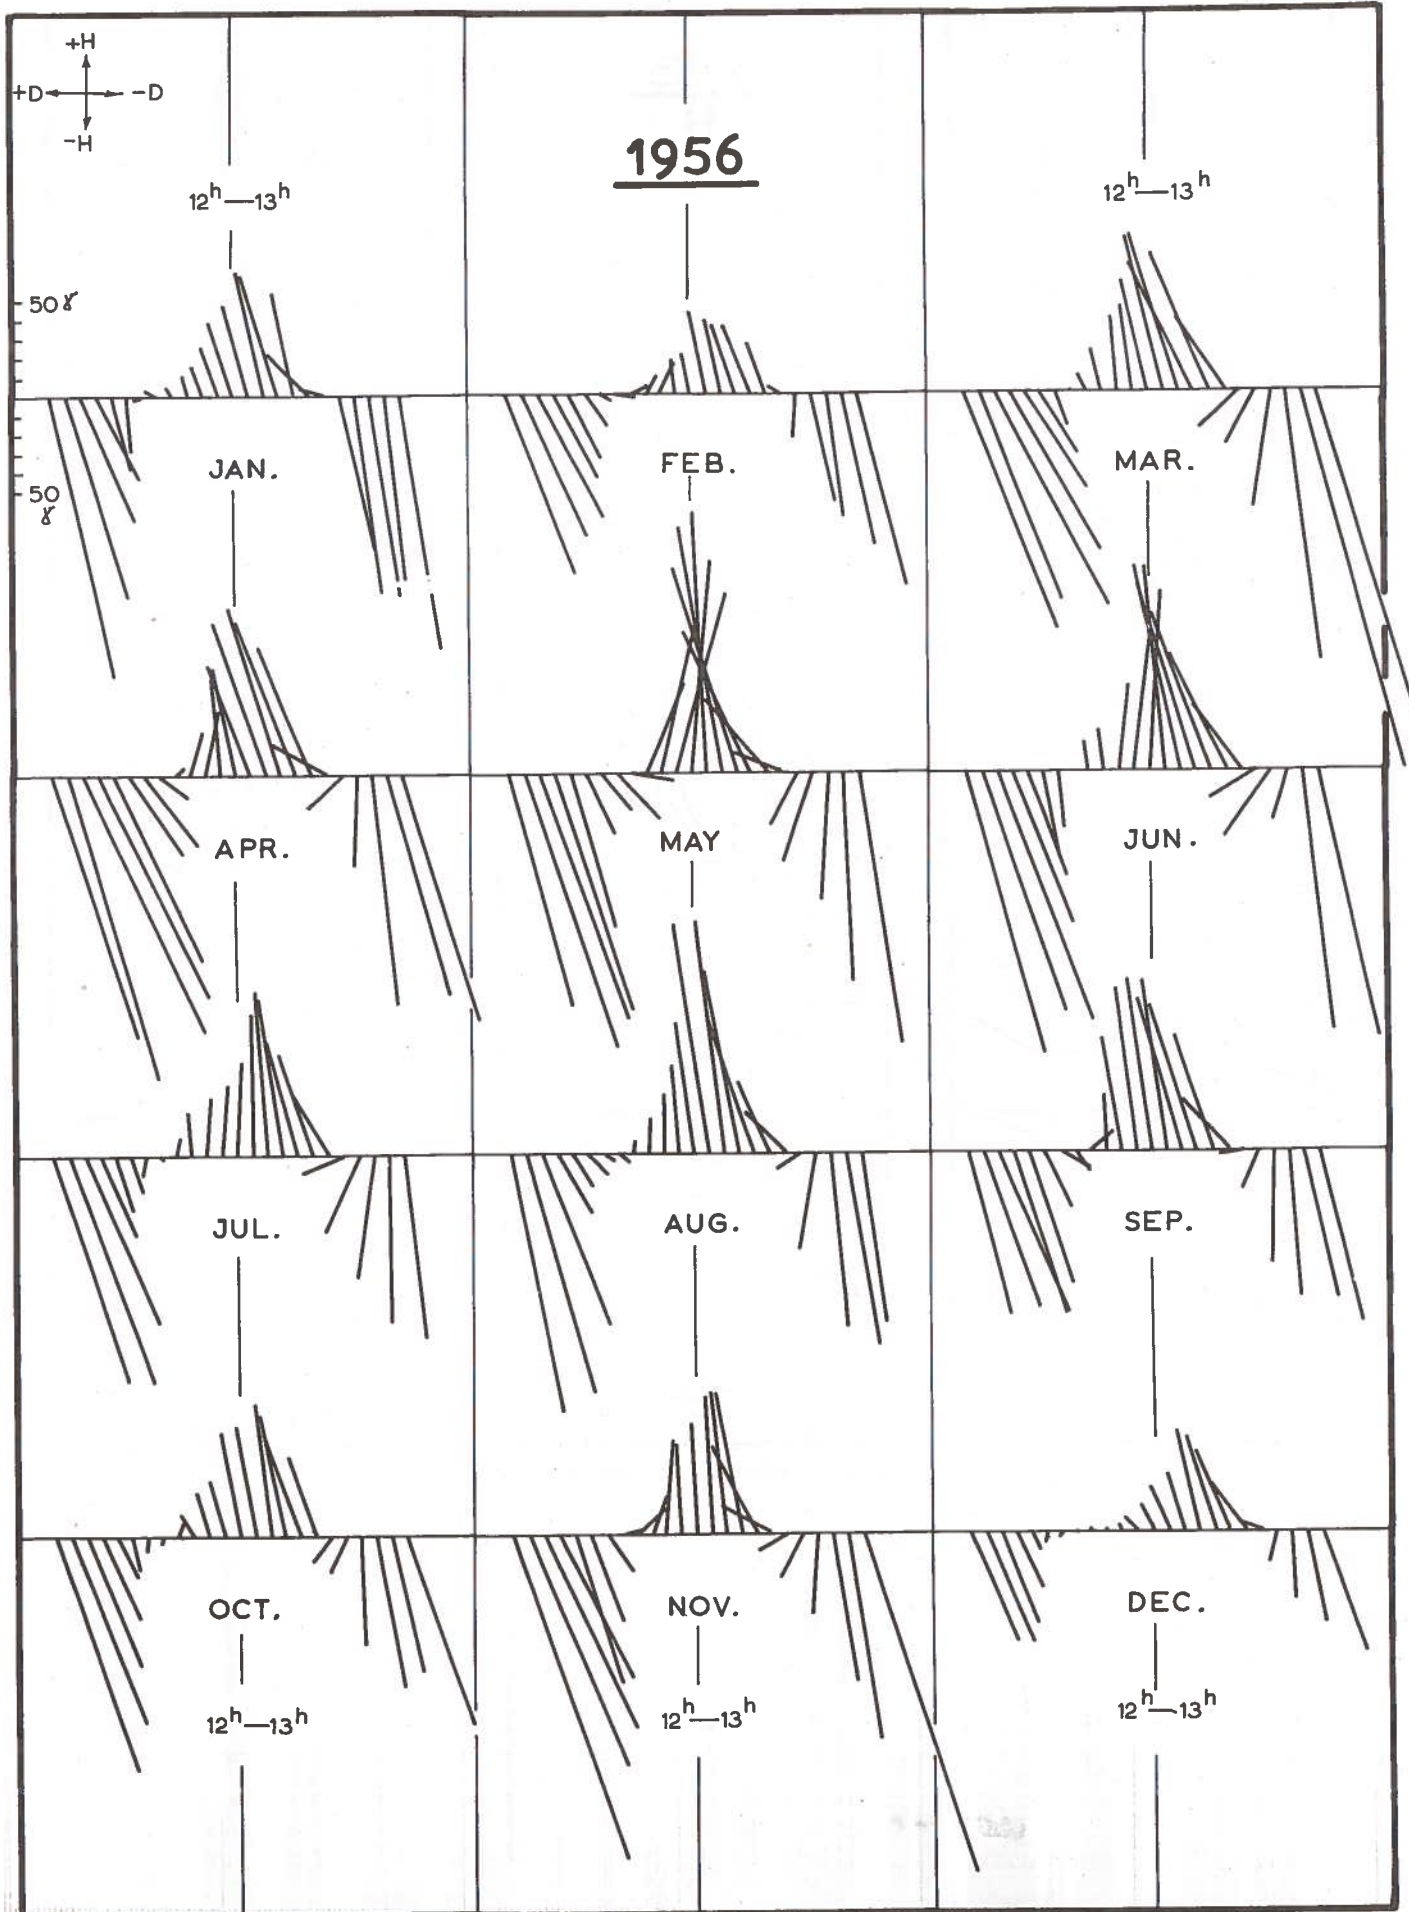 +H
+D -D
-H
1956
12h—13h
12h—13h
50γ
50
γ
JAN.
FEB.
MAR.
APR.
MAY
JUN.
JUL.
AUG.
SEP.
OCT.
NOV.
DEC.
12h—13h
12h—13h
12h—13h